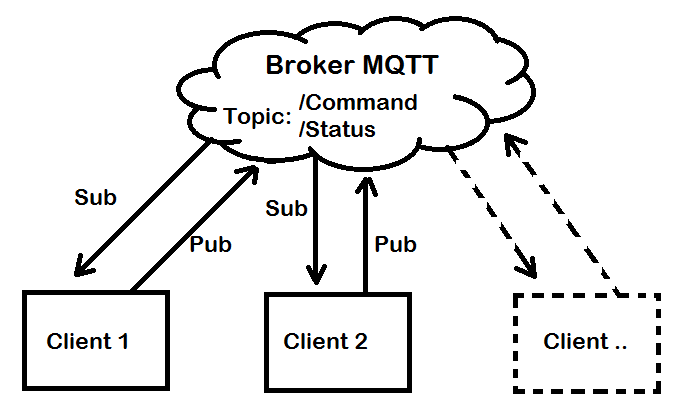 Broker MQTT
Topic: /Command
/Status
Sub
Pub
Sub
Pub
Client 1
Client 2
Client ..